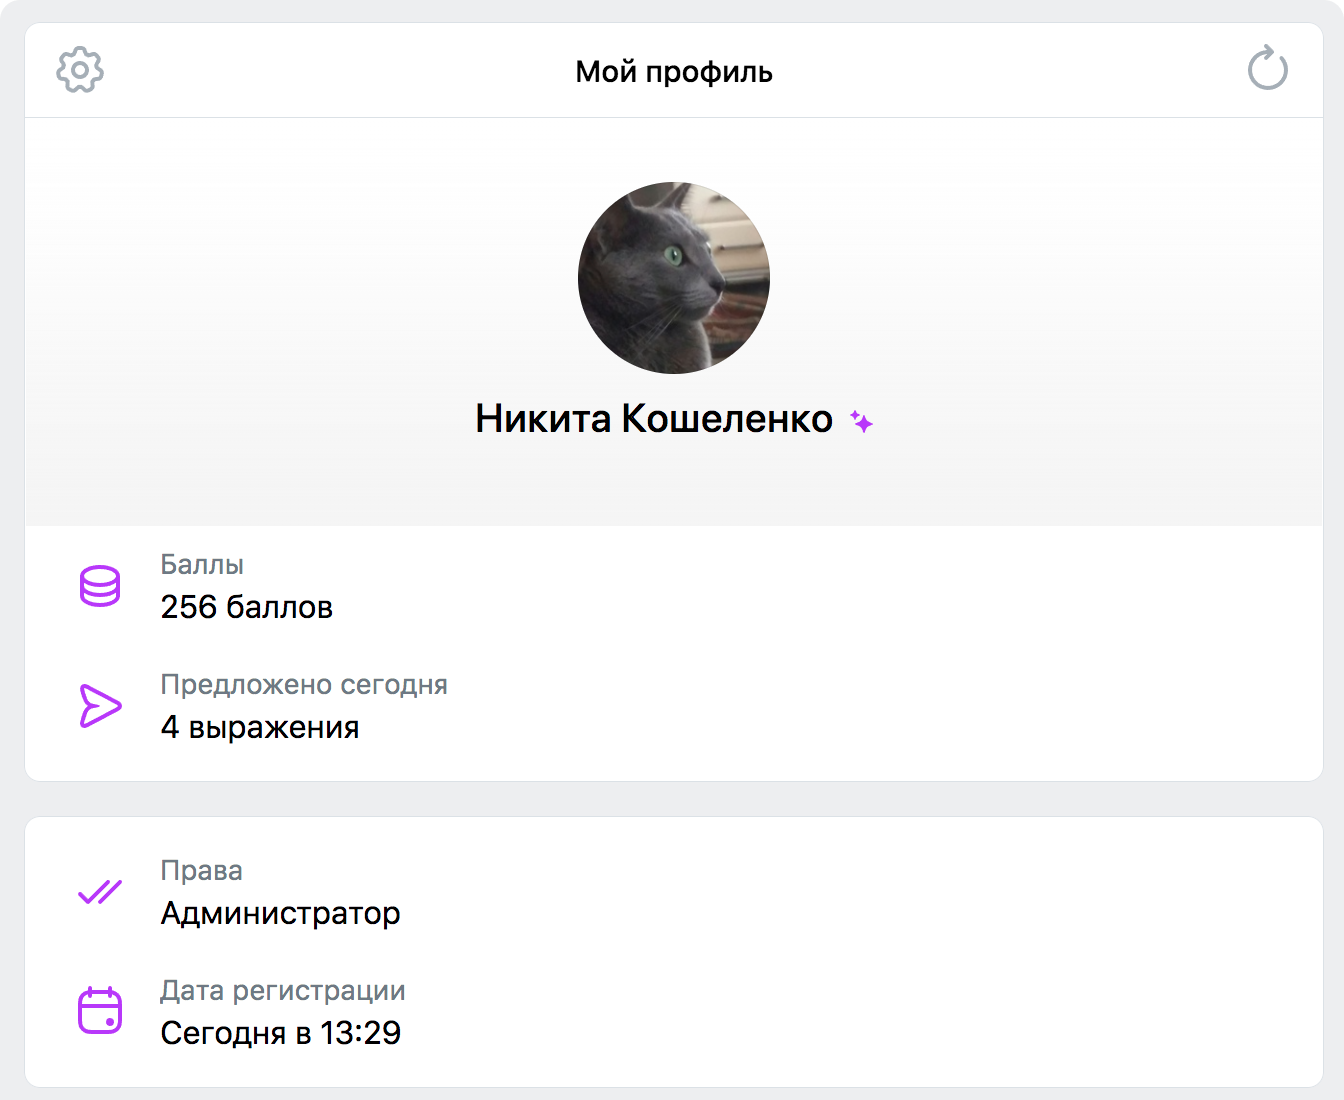 Мой профиль
Никита Кошеленко
Баллы
256 баллов
Предложено сегодня
4 выражения
Права
Администратор
Дата регистрации
Сегодня в 13:29